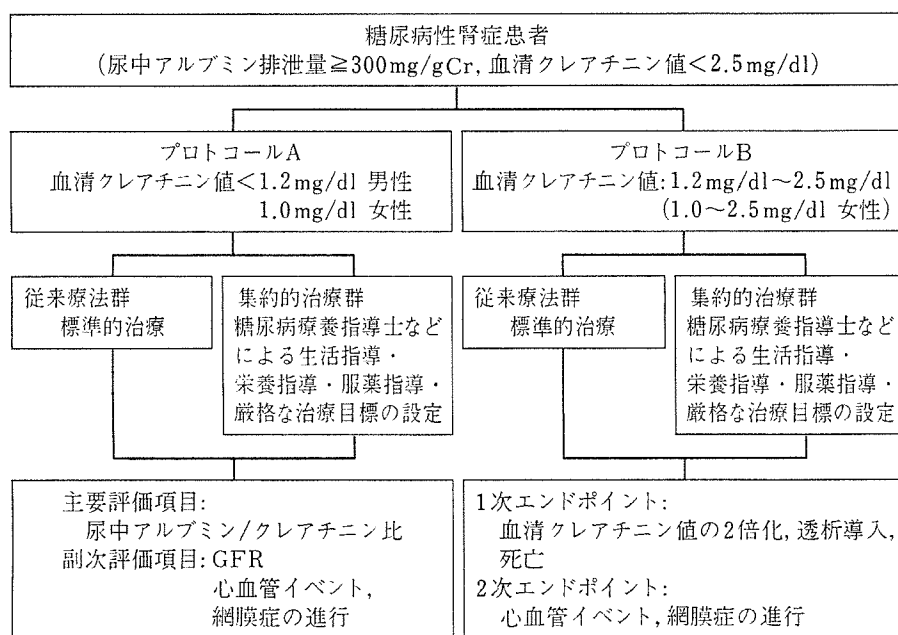 糖尿病性腎症患者
(尿中アルブミン排泄量≧300mg/gCr, 血清クレアチニン値<2.5mg/dl)
プロトコールA
血清クレアチニン値<1.2mg/dl 男性
1.0mg/dl 女性
プロトコールB
血清クレアチニン値:1.2mg/dl〜2.5mg/dl
(1.0〜2.5mg/dl 女性)
従来療法群
標準的治療
集約的治療群
糖尿病療養指導士など
による生活指導・
栄養指導・服薬指導・
厳格な治療目標の設定
従来療法群
標準的治療
集約的治療群
糖尿病療養指導士など
による生活指導・
栄養指導・服薬指導・
厳格な治療目標の設定
主要評価項目:
尿中アルブミン/クレアチニン比
副次評価項目:GFR
心血管イベント,
網膜症の進行
1次エンドポイント:
血清クレアチニン値の2倍化, 透析導入,
死亡
2次エンドポイント:
心血管イベント, 網膜症の進行